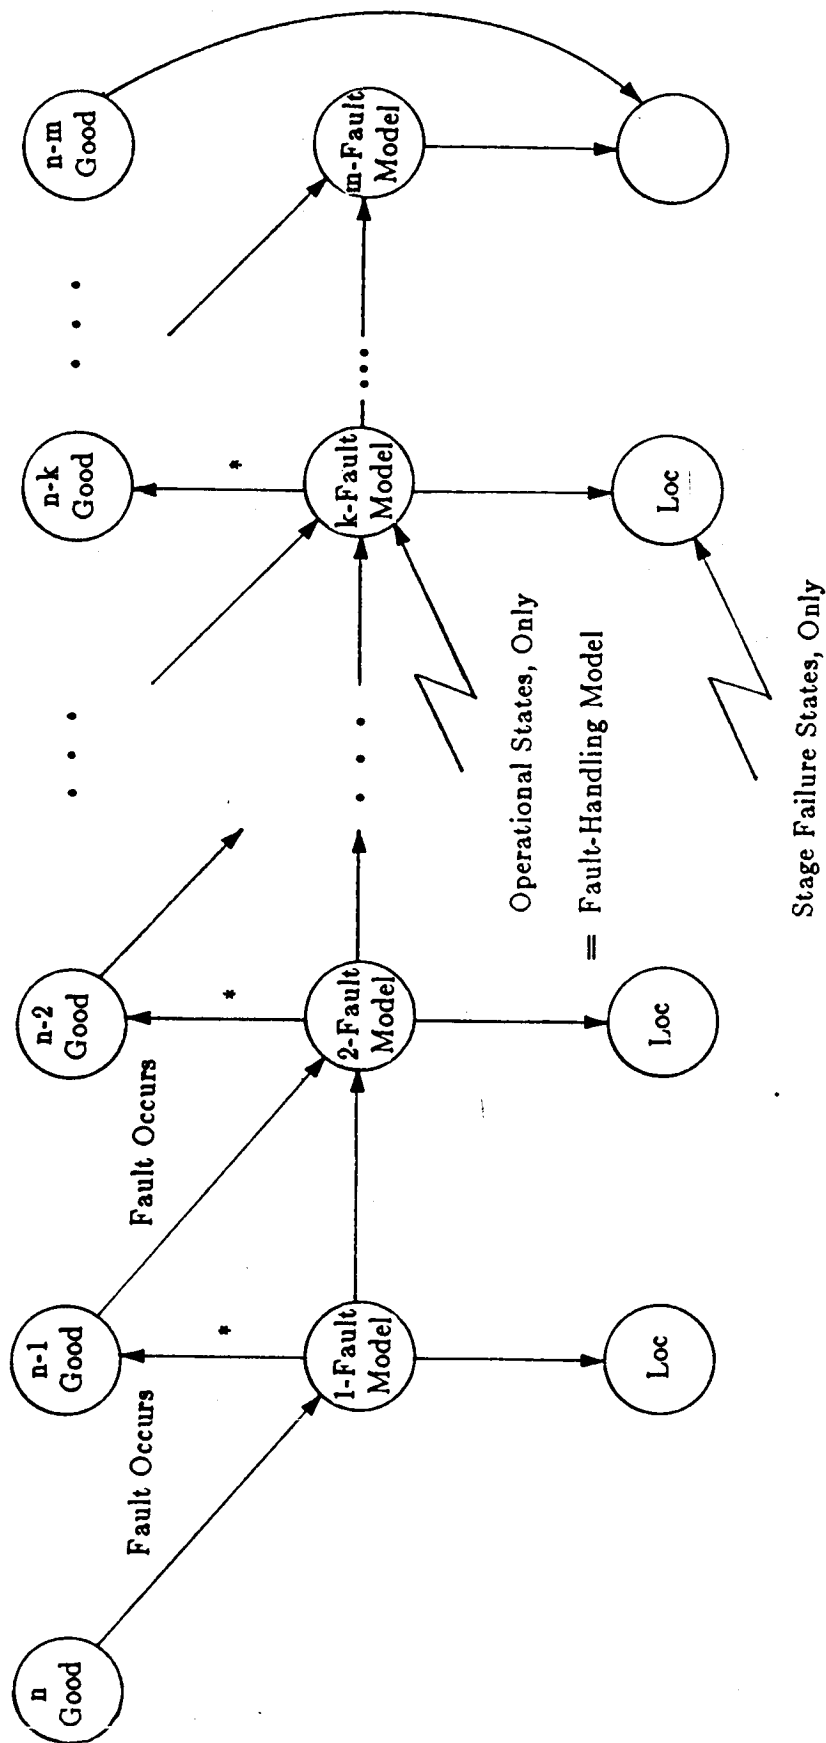 n
Good
n-1
Good
n-2
Good
. . .
n-k
Good
. . .
n-m
Good
Fault Occurs
Fault Occurs
*
*
*
1-Fault
Model
2-Fault
Model
. . .
k-Fault
Model
...
m-Fault
Model
Operational States, Only
= Fault-Handling Model
Loc
Loc
Loc
Stage Failure States, Only